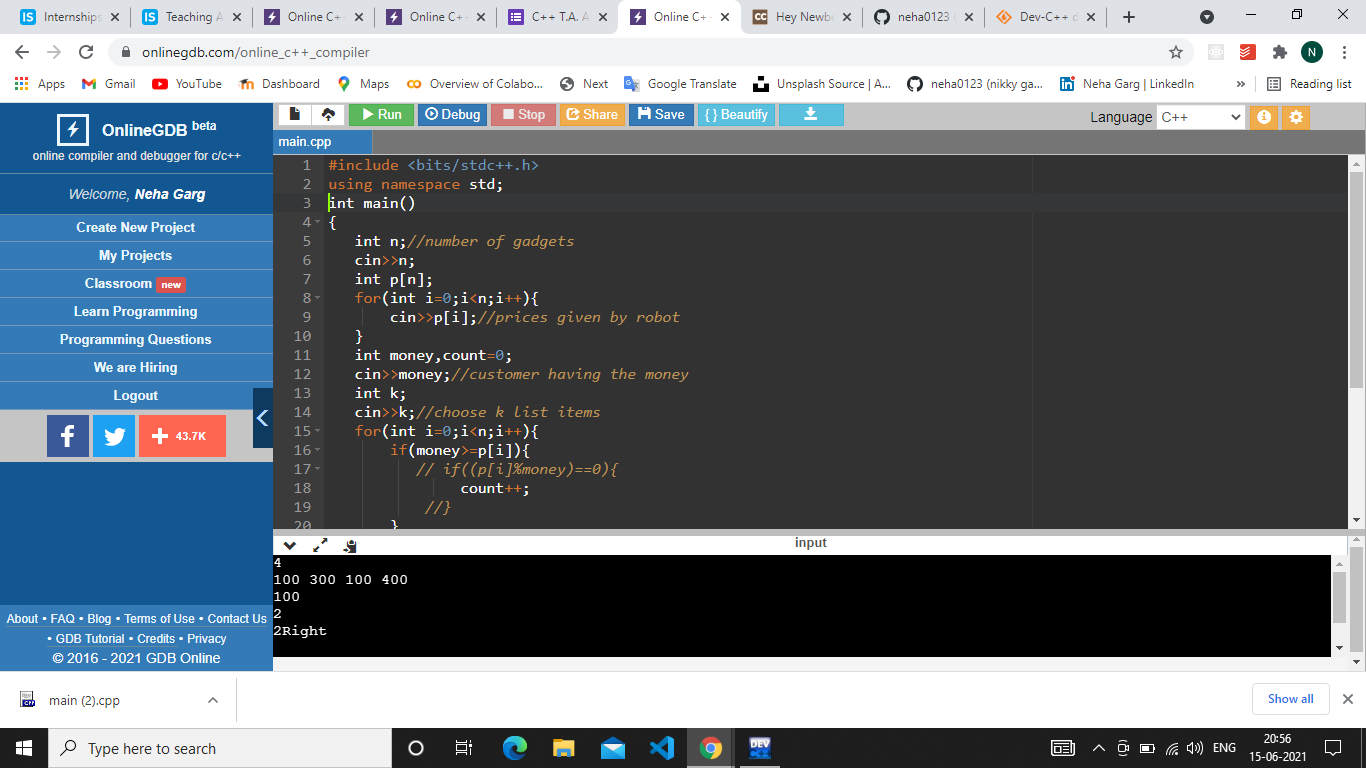 Internships
Teaching A
Online C+
Online C+
C++ T.A. A
Online C+
Hey Newb
neha0123
Dev-C++
onlinegdb.com/online_c++_compiler
N
Apps
Gmail
YouTube
Dashboard
Maps
Overview of Colabo...
Next
Google Translate
Unsplash Source | A...
neha0123 (nikky ga...
Neha Garg | LinkedIn
»
Reading list
OnlineGDB beta
online compiler and debugger for c/c++
Welcome, Neha Garg
Create New Project
My Projects
Classroom new
Learn Programming
Programming Questions
We are Hiring
Logout
43.7K
About • FAQ • Blog • Terms of Use • Contact Us
• GDB Tutorial • Credits • Privacy
© 2016 - 2021 GDB Online
Run
Debug
Stop
Share
Save
{ } Beautify
Language C++
main.cpp
1 #include <bits/stdc++.h>
2 using namespace std;
3 int main()
4 {
5 int n;//number of gadgets
6 cin>>n;
7 int p[n];
8 for(int i=0;i<n;i++){
9 cin>>p[i];//prices given by robot
10 }
11 int money,count=0;
12 cin>>money;//customer having the money
13 int k;
14 cin>>k;//choose k list items
15 for(int i=0;i<n;i++){
16 if(money>=p[i]){
17 // if((p[i]%money)==0){
18 count++;
19 //}
20 }
input
4
100 300 100 400
100
2
2Right
main (2).cpp
Show all
Type here to search
DEV
ENG
20:56
15-06-2021